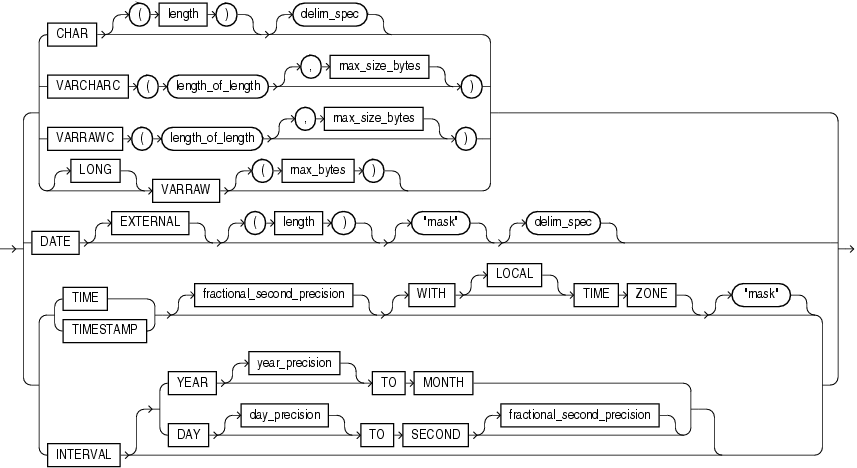 CHAR ( length ) delim_spec
VARCHARC ( length_of_length , max_size_bytes )
VARRAWC ( length_of_length , max_size_bytes )
LONG VARRAW ( max_bytes )
DATE EXTERNAL ( length ) "mask" delim_spec
TIME
TIMESTAMP
fractional_second_precision WITH LOCAL TIME ZONE "mask"
YEAR year_precision TO MONTH
DAY day_precision TO SECOND fractional_second_precision
INTERVAL